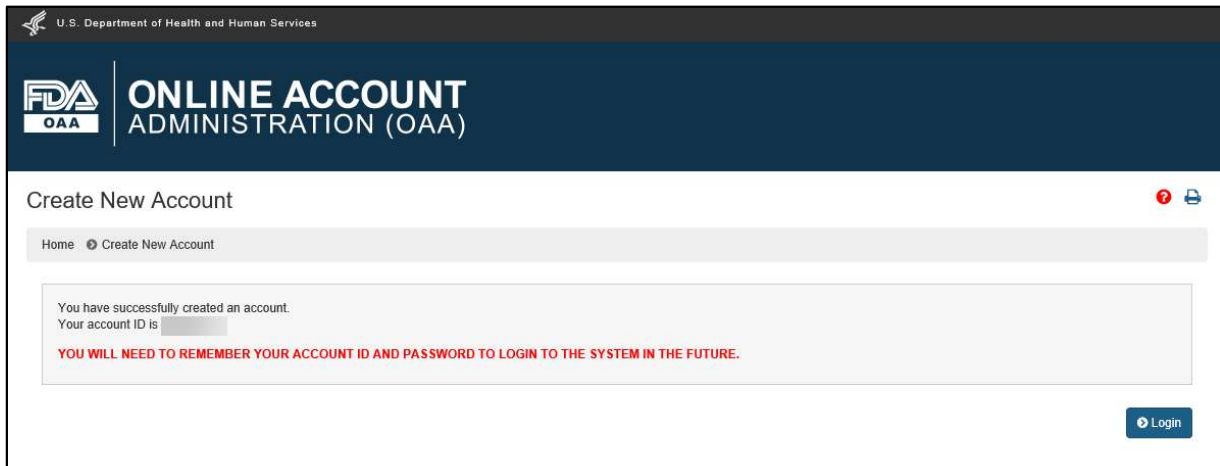 U.S. Department of Health and Human Services
FDA
OAA
ONLINE ACCOUNT
ADMINISTRATION (OAA)
Create New Account
Home Create New Account
You have successfully created an account.
Your account ID is
YOU WILL NEED TO REMEMBER YOUR ACCOUNT ID AND PASSWORD TO LOGIN TO THE SYSTEM IN THE FUTURE.
Login